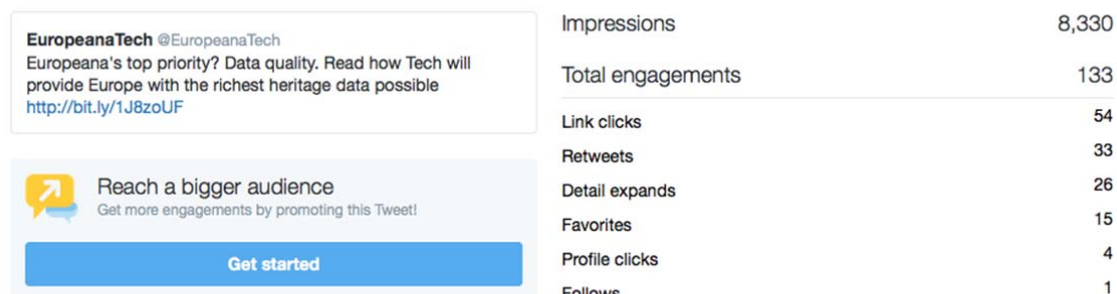 EuropeanaTech @EuropeanaTech
Europeana's top priority? Data quality. Read how Tech will
provide Europe with the richest heritage data possible
http://bit.ly/1J8zoUF
Reach a bigger audience
Get more engagements by promoting this Tweet!
Get started
Impressions 8,330
Total engagements 133
Link clicks 54
Retweets 33
Detail expands 26
Favorites 15
Profile clicks 4
Follows 1